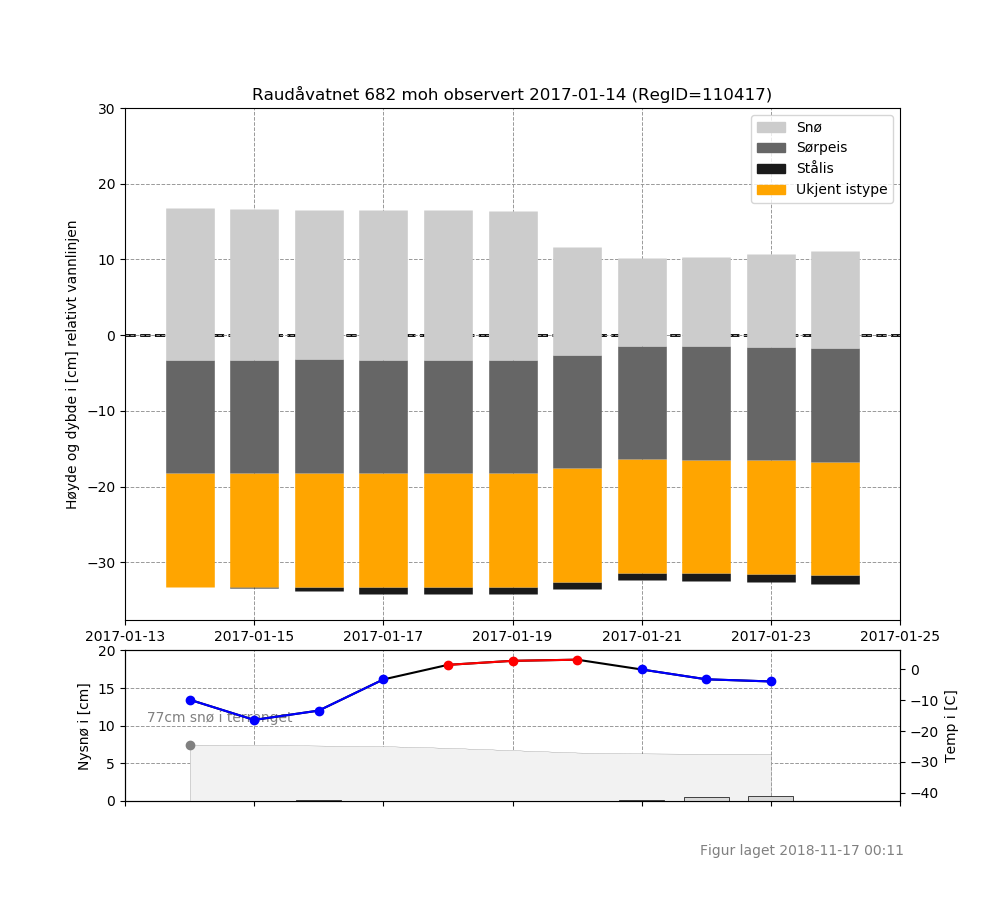 Raudåvatnet 682 moh observert 2017-01-14 (RegID=110417)
30
20
10
0
−10
−20
−30
Høyde og dybde i [cm] relativt vannlinjen
Snø
Sørpeis
Stålis
Ukjent istype
2017-01-13 2017-01-15 2017-01-17 2017-01-19 2017-01-21 2017-01-23 2017-01-25
20
15
10
5
0
Nysnø i [cm]
77cm snø i terrenget
0
−10
−20
−30
−40
Temp i [C]
Figur laget 2018-11-17 00:11